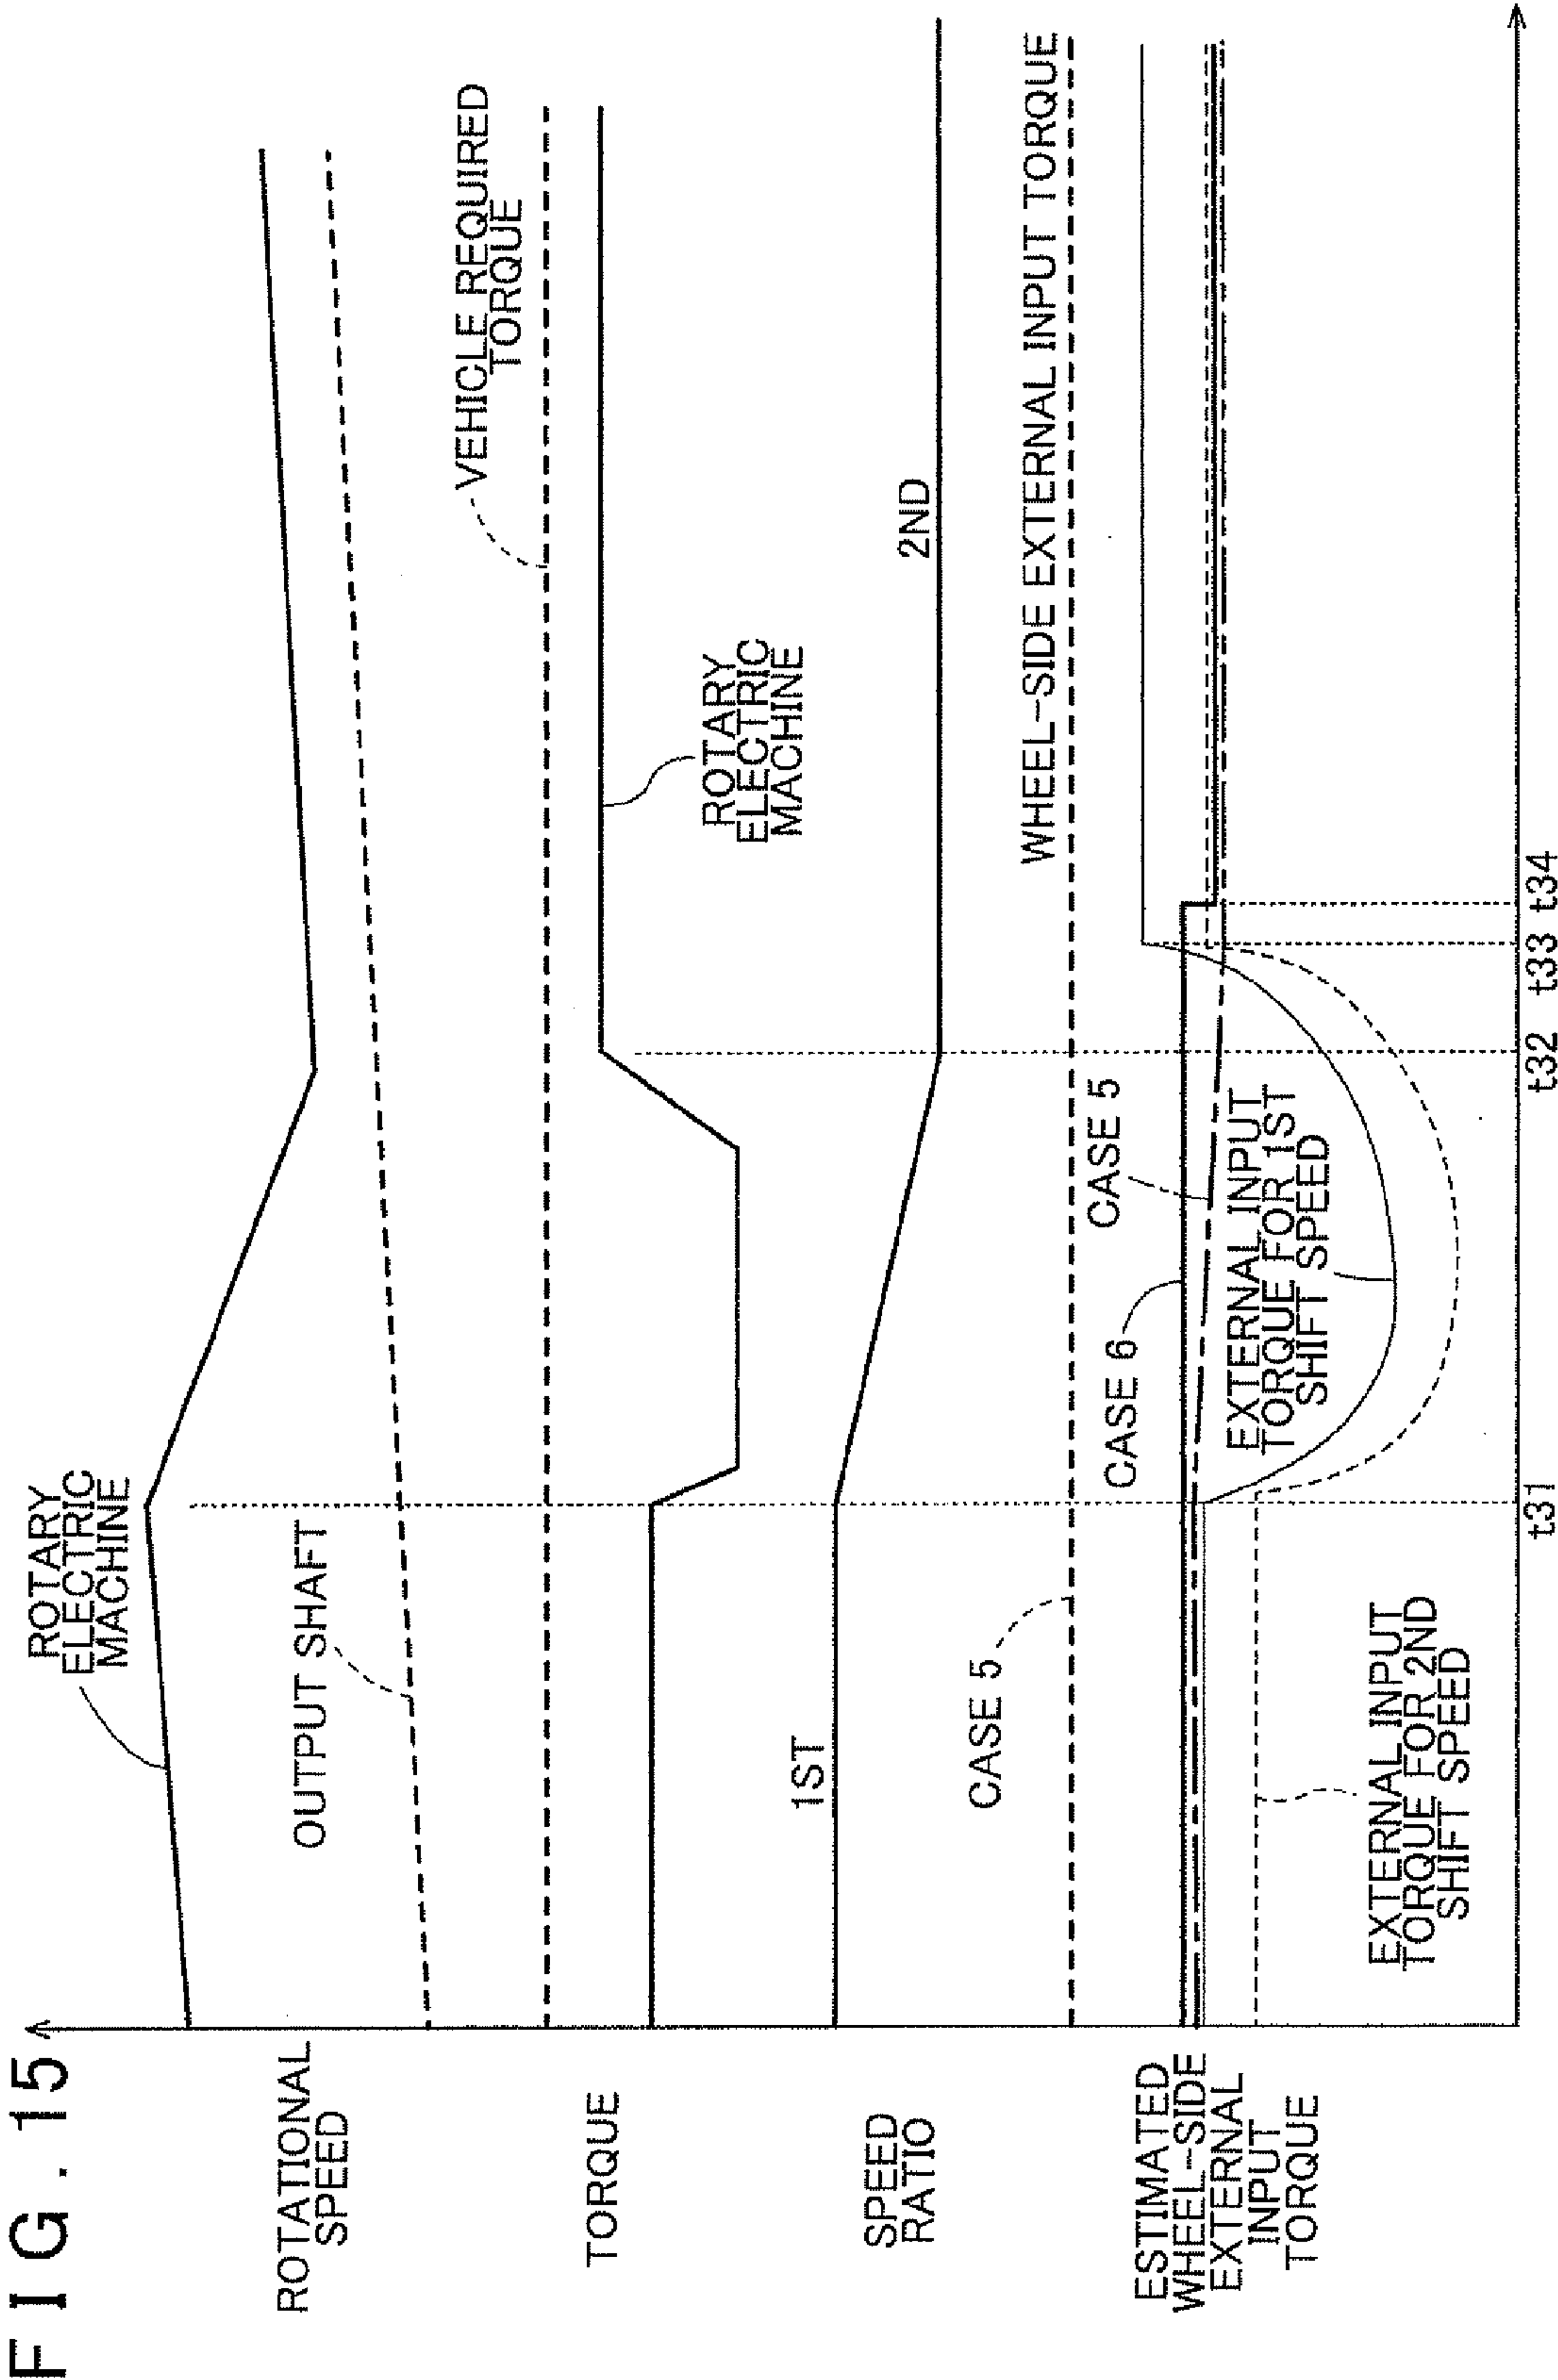 FIG. 15
ROTATIONAL
SPEED
ROTARY
ELECTRIC
MACHINE
OUTPUT SHAFT
TORQUE
VEHICLE REQUIRED
TORQUE
ROTARY
ELECTRIC
MACHINE
SPEED
RATIO
1ST
2ND
ESTIMATED
WHEEL-SIDE
EXTERNAL
INPUT
TORQUE
CASE 5
WHEEL-SIDE EXTERNAL INPUT TORQUE
CASE 6
CASE 5
EXTERNAL INPUT
TORQUE FOR 1ST
SHIFT SPEED
EXTERNAL INPUT
TORQUE FOR 2ND
SHIFT SPEED
t31
t32
t33
t34